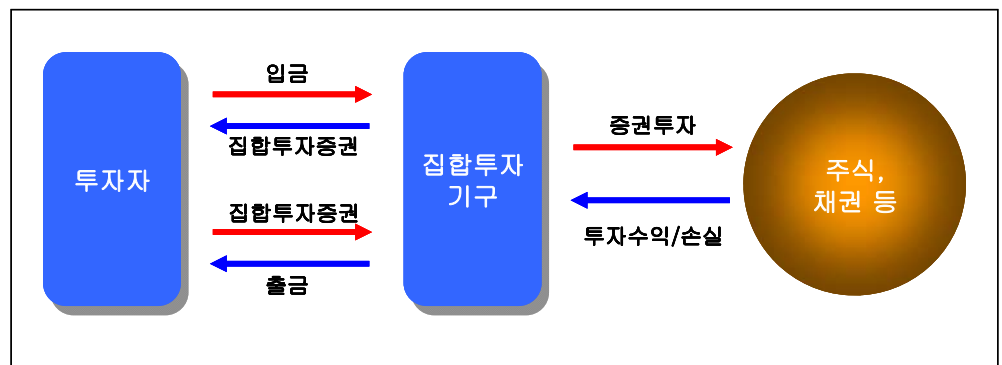 투자자
입금
집합투자증권
집합투자증권
출금
집합투자
기구
증권투자
투자수익/손실
주식,
채권 등